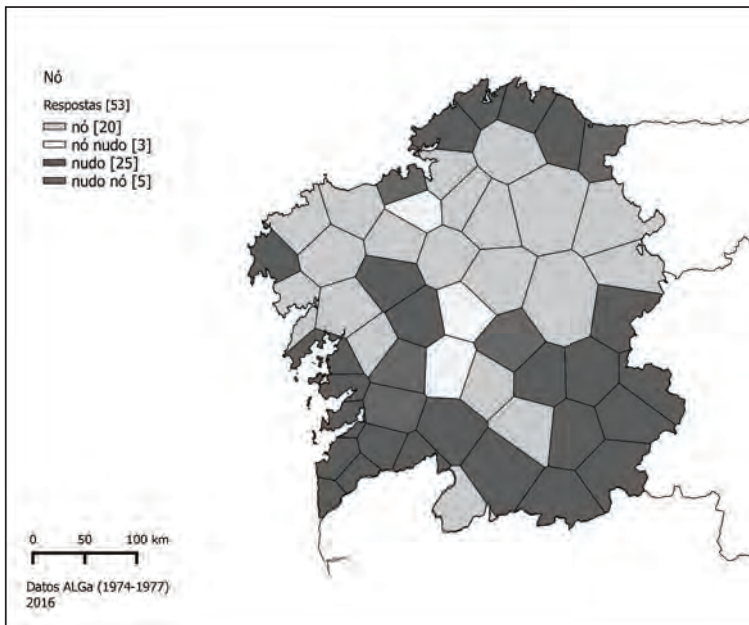 Nó
Respostas [53]
nó [20]
nó nudo [3]
nudo [25]
nudo nó [5]
0 50 100 km
Datos ALGa (1974-1977)
2016